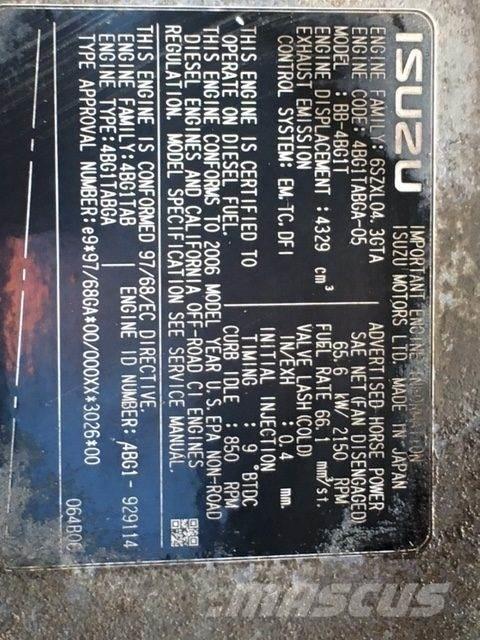 ISUZU
IMPORTANT ENGINE INFORMATION
ISUZU MOTORS LTD. MADE IN JAPAN
ENGINE FAMILY : 6SZXL04.3GTA
ENGINE CODE: 4BG1TABGA-05
MODEL : BB-4BG1T
ENGINE DISPLACEMENT : 4329 cm³
EXHAUST EMISSION
CONTROL SYSTEM: EM,TC,DFI
ADVERTISED HORSE POWER
SAE NET(FAN DISENGAGED)
65.6 kW/ 2150 RPM
FUEL RATE 66.1 mm³/st.
VALVE LASH(COLD)
IN/EXH : 0.4 mm
INITIAL INJECTION
TIMING : 9 °BTDC
CURB IDLE : 850 RPM
THIS ENGINE IS CERTIFIED TO
OPERATE ON DIESEL FUEL.
THIS ENGINE CONFORMS TO 2006 MODEL YEAR U.S.EPA NON-ROAD
DIESEL ENGINES AND CALIFORNIA OFF-ROAD CI ENGINES
REGULATION. MODEL SPECIFICATION SEE SERVICE MANUAL.
THIS ENGINE IS CONFORMED 97/68/EC DIRECTIVE.
ENGINE FAMILY:4BG1TAB
ENGINE ID NUMBER: 4BG1 - 929114
ENGINE TYPE:4BG1TABGA
TYPE APPROVAL NUMBER:e9*97/68GA*00/000XX*3026*00
064B06
MASCUS